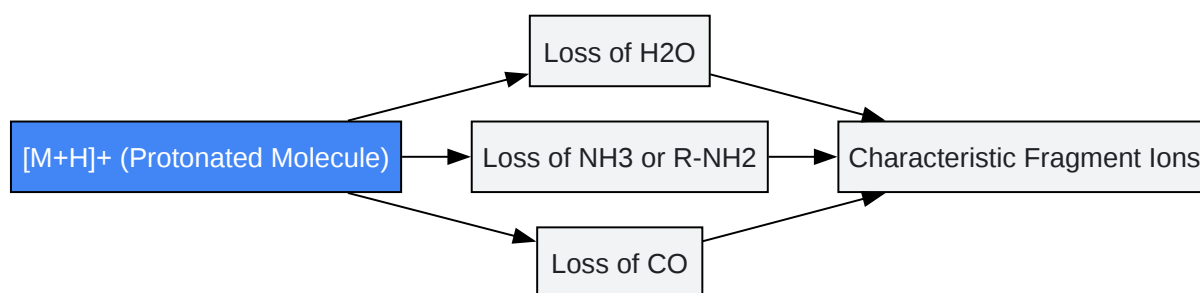 Loss of H2O
[M+H]+ (Protonated Molecule)
Loss of NH3 or R-NH2
Characteristic Fragment Ions
Loss of CO